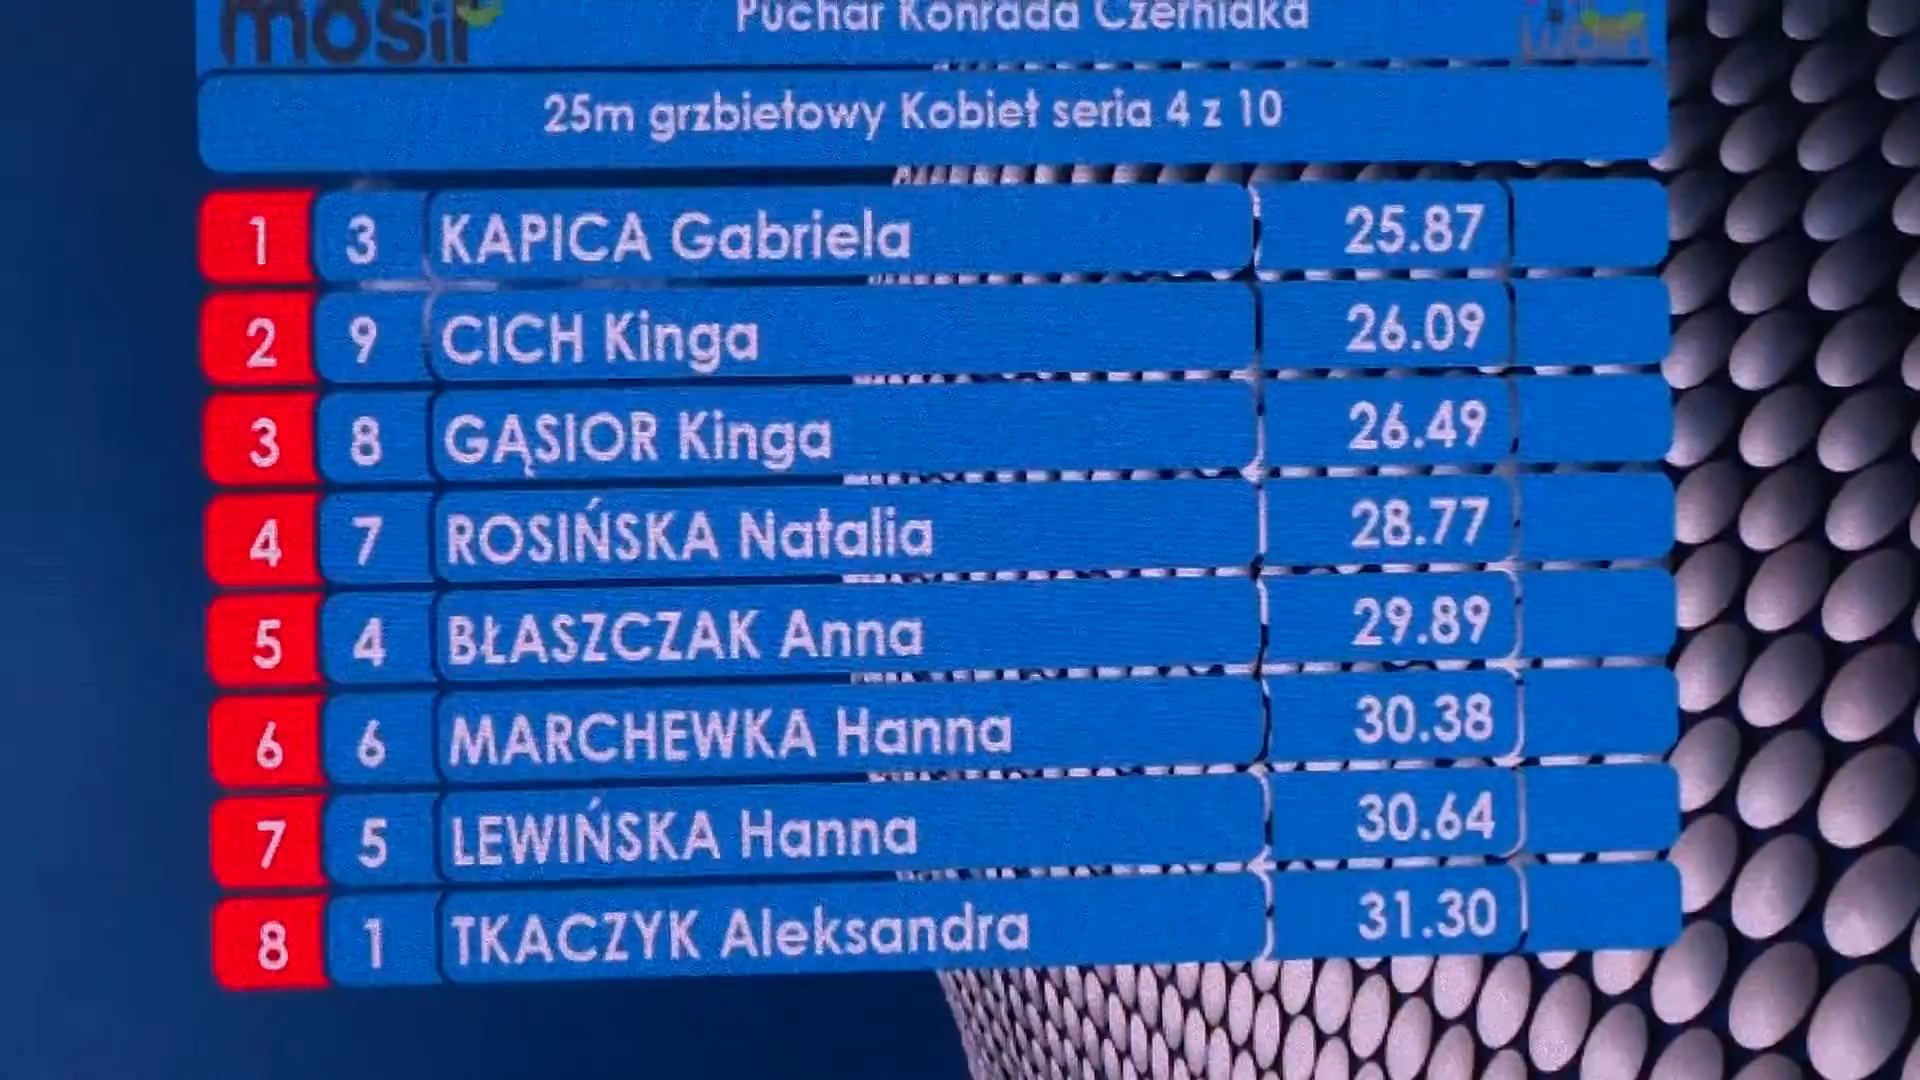 mosir
Puchar Konrada Czerniaka
25m grzbietowy Kobiet seria 4 z 10
1 3 KAPICA Gabriela 25.87
2 9 CICH Kinga 26.09
3 8 GĄSIOR Kinga 26.49
4 7 ROSIŃSKA Natalia 28.77
5 4 BŁASZCZAK Anna 29.89
6 6 MARCHEWKA Hanna 30.38
7 5 LEWIŃSKA Hanna 30.64
8 1 TKACZYK Aleksandra 31.30